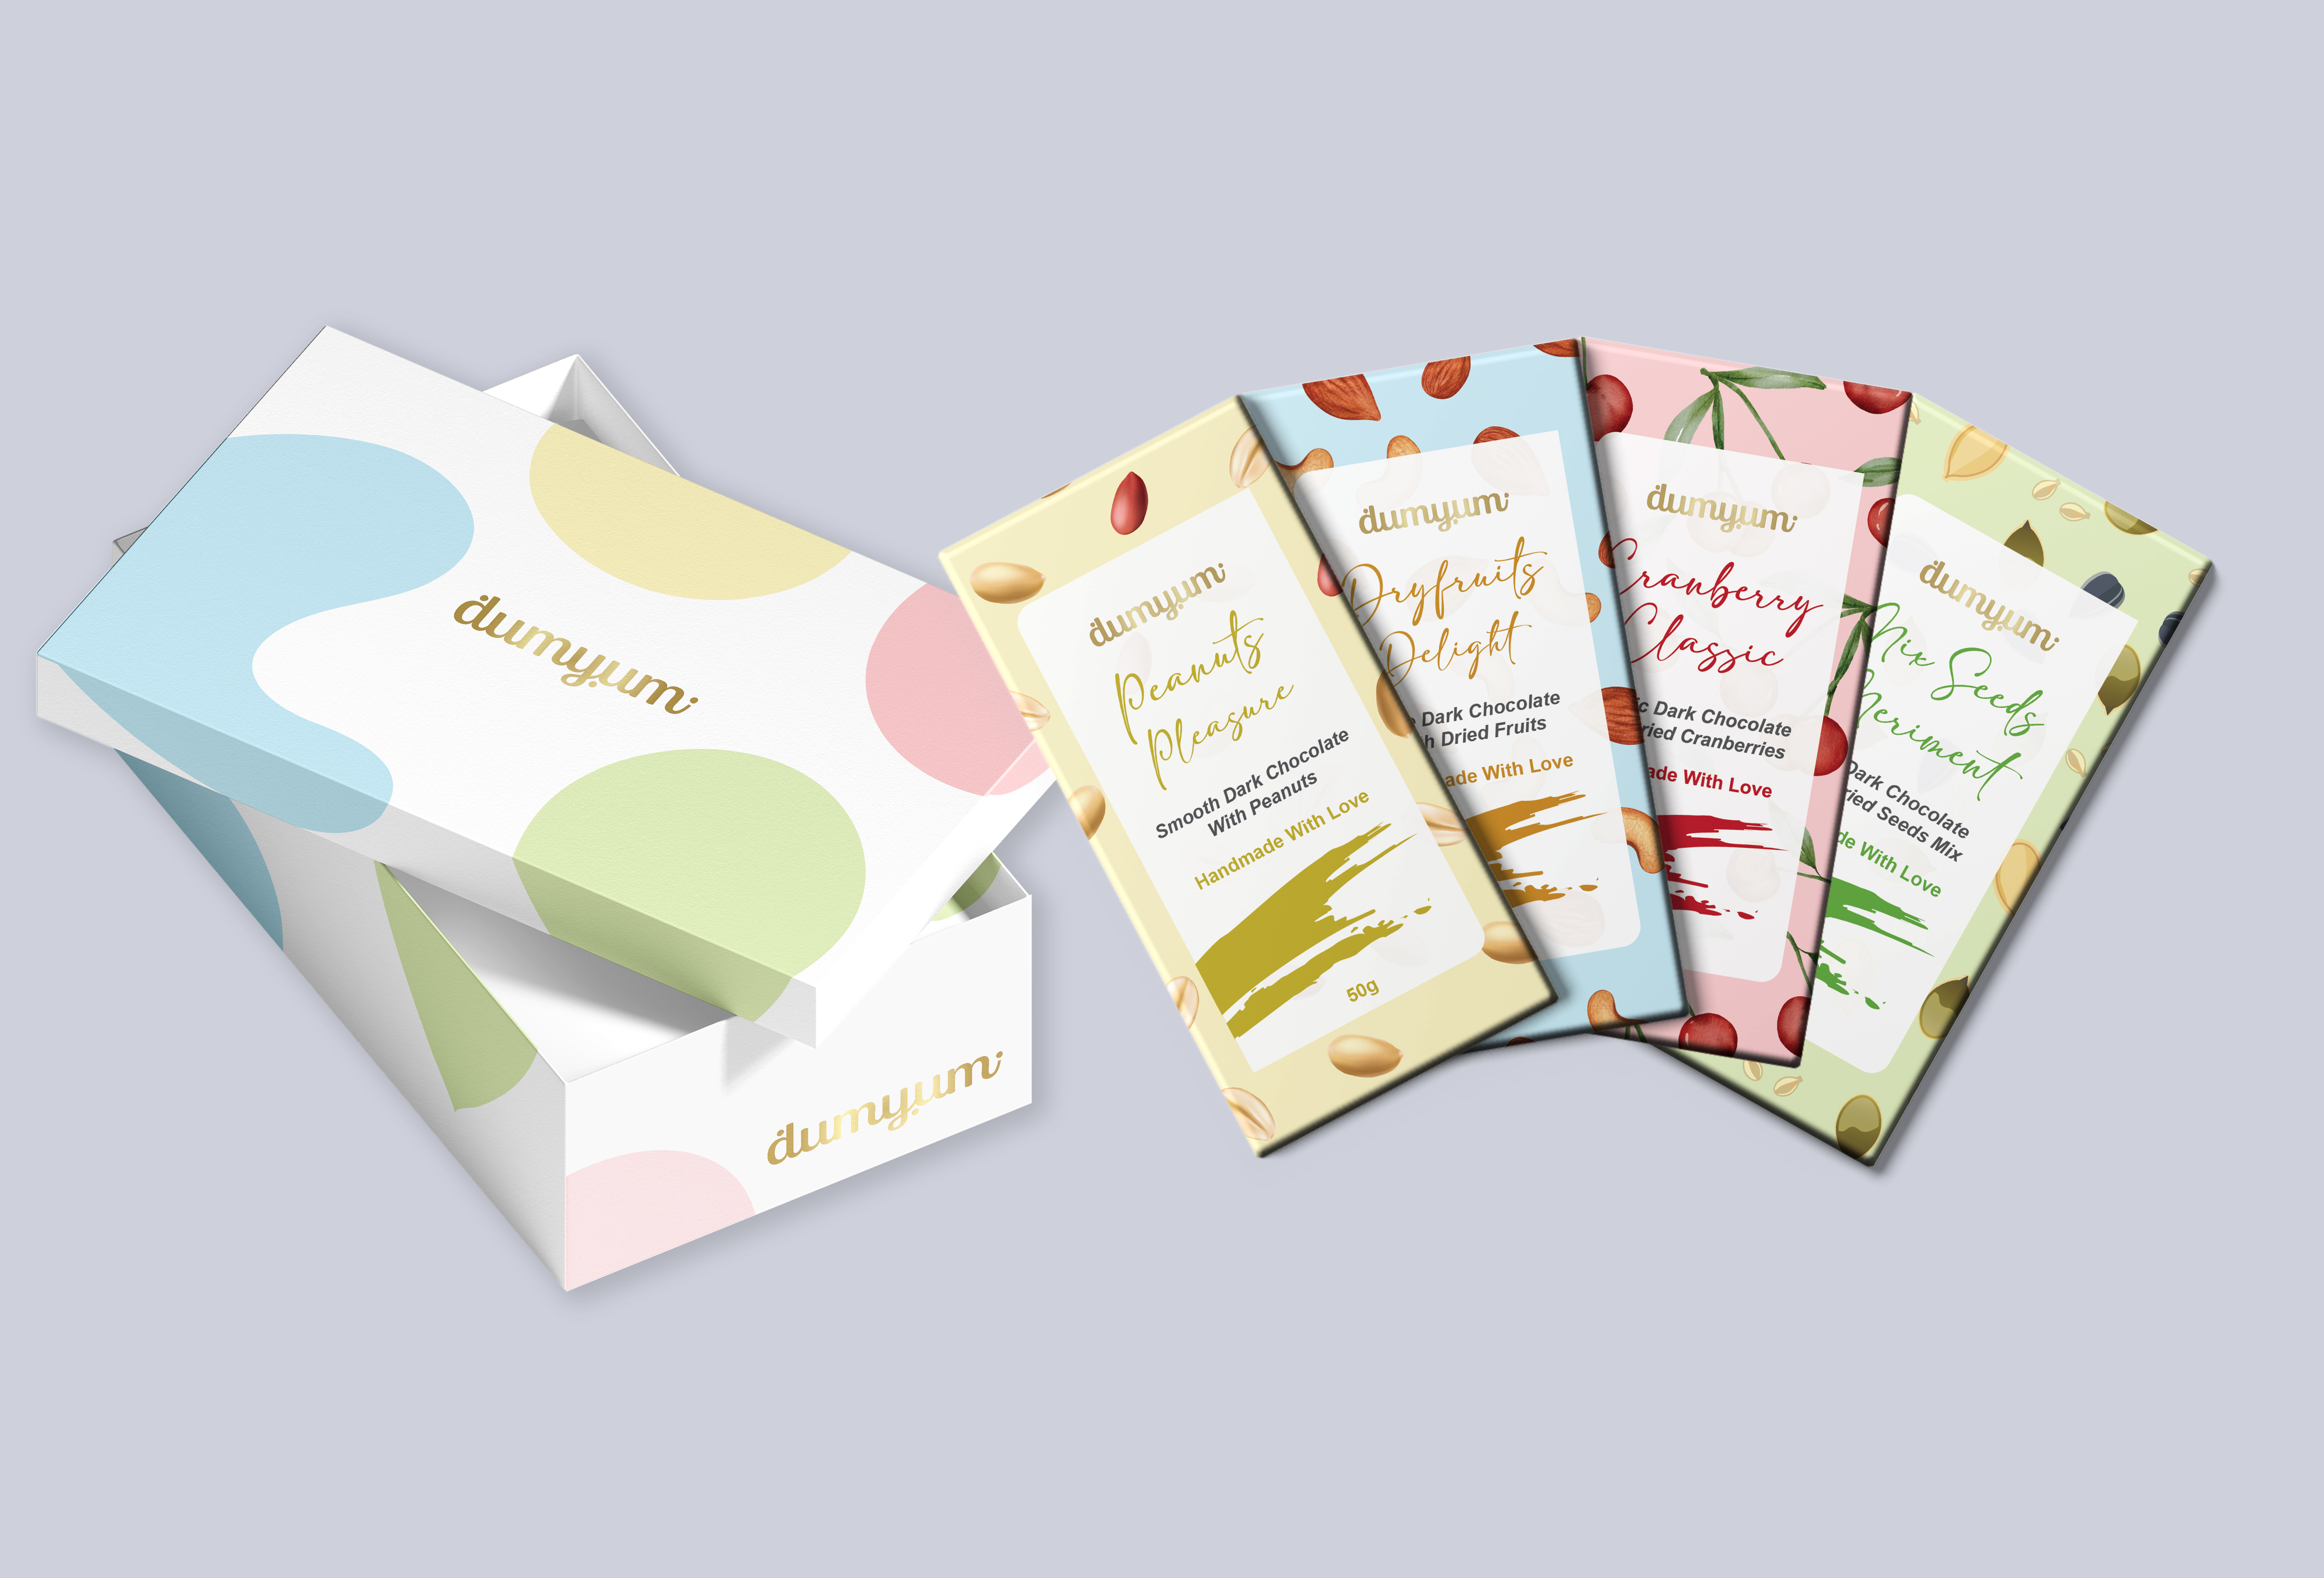 dumyum
dumyum
dumyum
Peanuts
Pleasure
Smooth Dark Chocolate
With Peanuts
Handmade With Love
50g
dumyum
Dryfruits
Delight
Dark Chocolate
Dried Fruits
With Love
dumyum
Cranberry
Classic
Dark Chocolate
Cranberries
With Love
dumyum
Mix Seeds
Meriment
Dark Chocolate
Seeds Mix
With Love